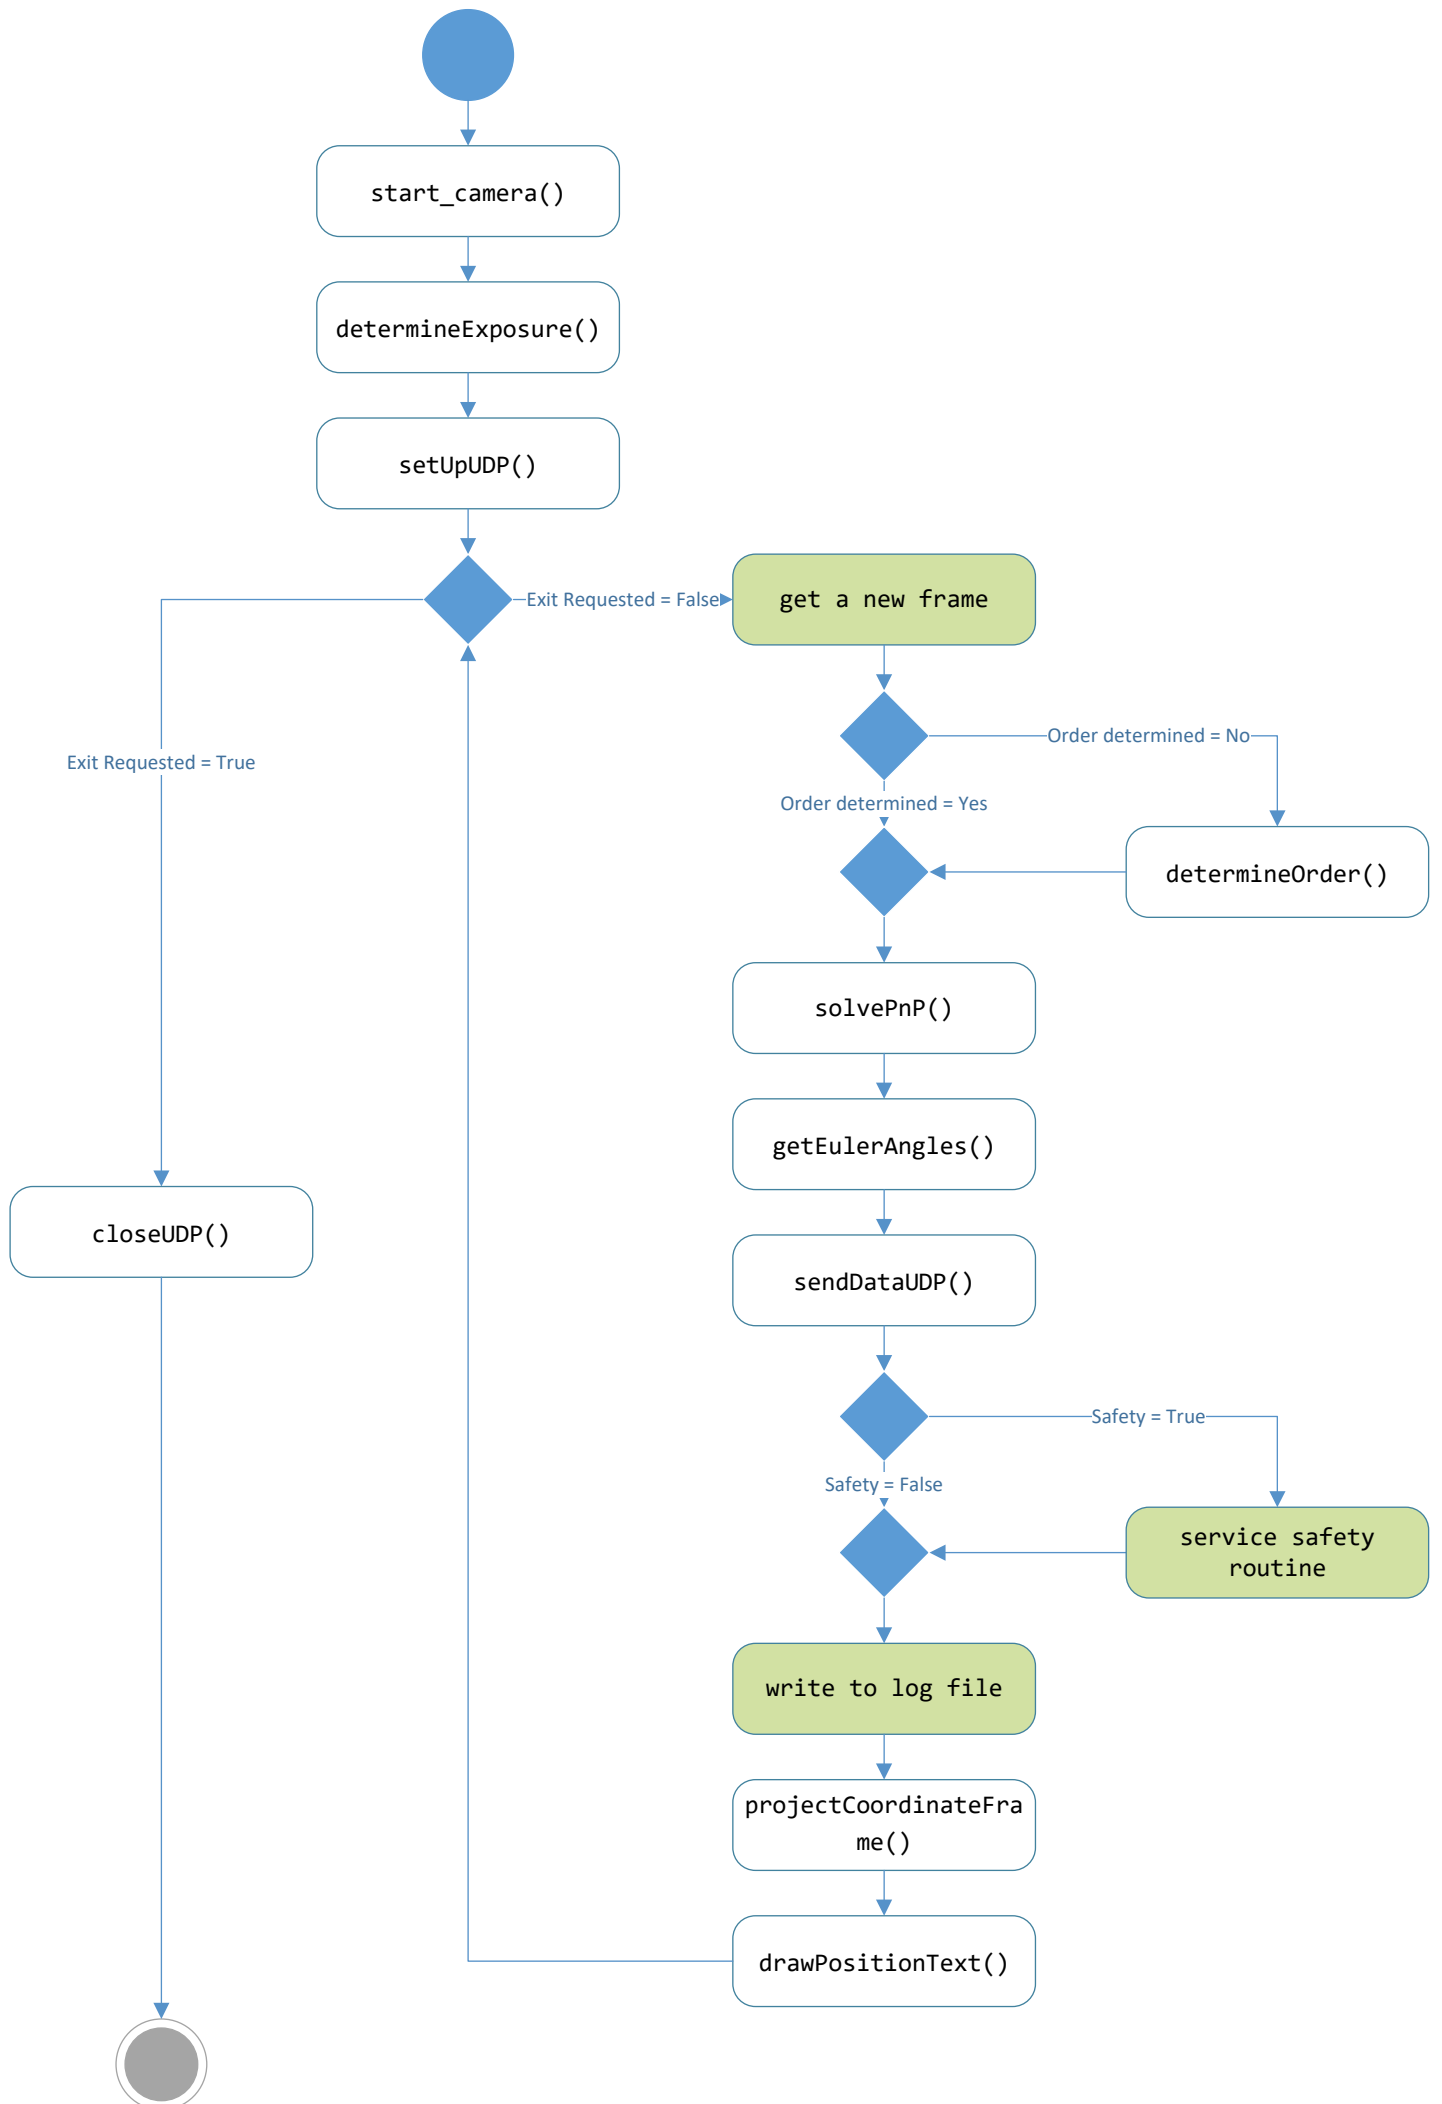 start_camera()
determineExposure()
setUpUDP()
Exit Requested = False
get a new frame
Order determined = No
Exit Requested = True
Order determined = Yes
determineOrder()
solvePnP()
getEulerAngles()
closeUDP()
sendDataUDP()
Safety = True
Safety = False
service safety
routine
write to log file
projectCoordinateFra
me()
drawPositionText()